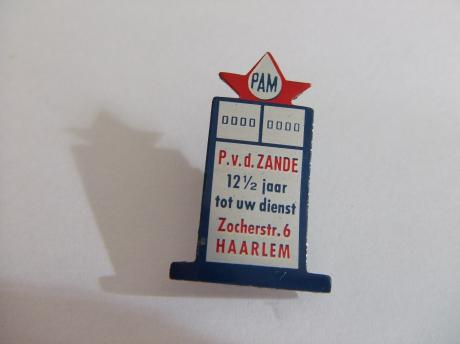 PAM
0000 0000
P.v.d. ZANDE
12½ jaar
tot uw dienst
Zocherstr. 6
HAARLEM